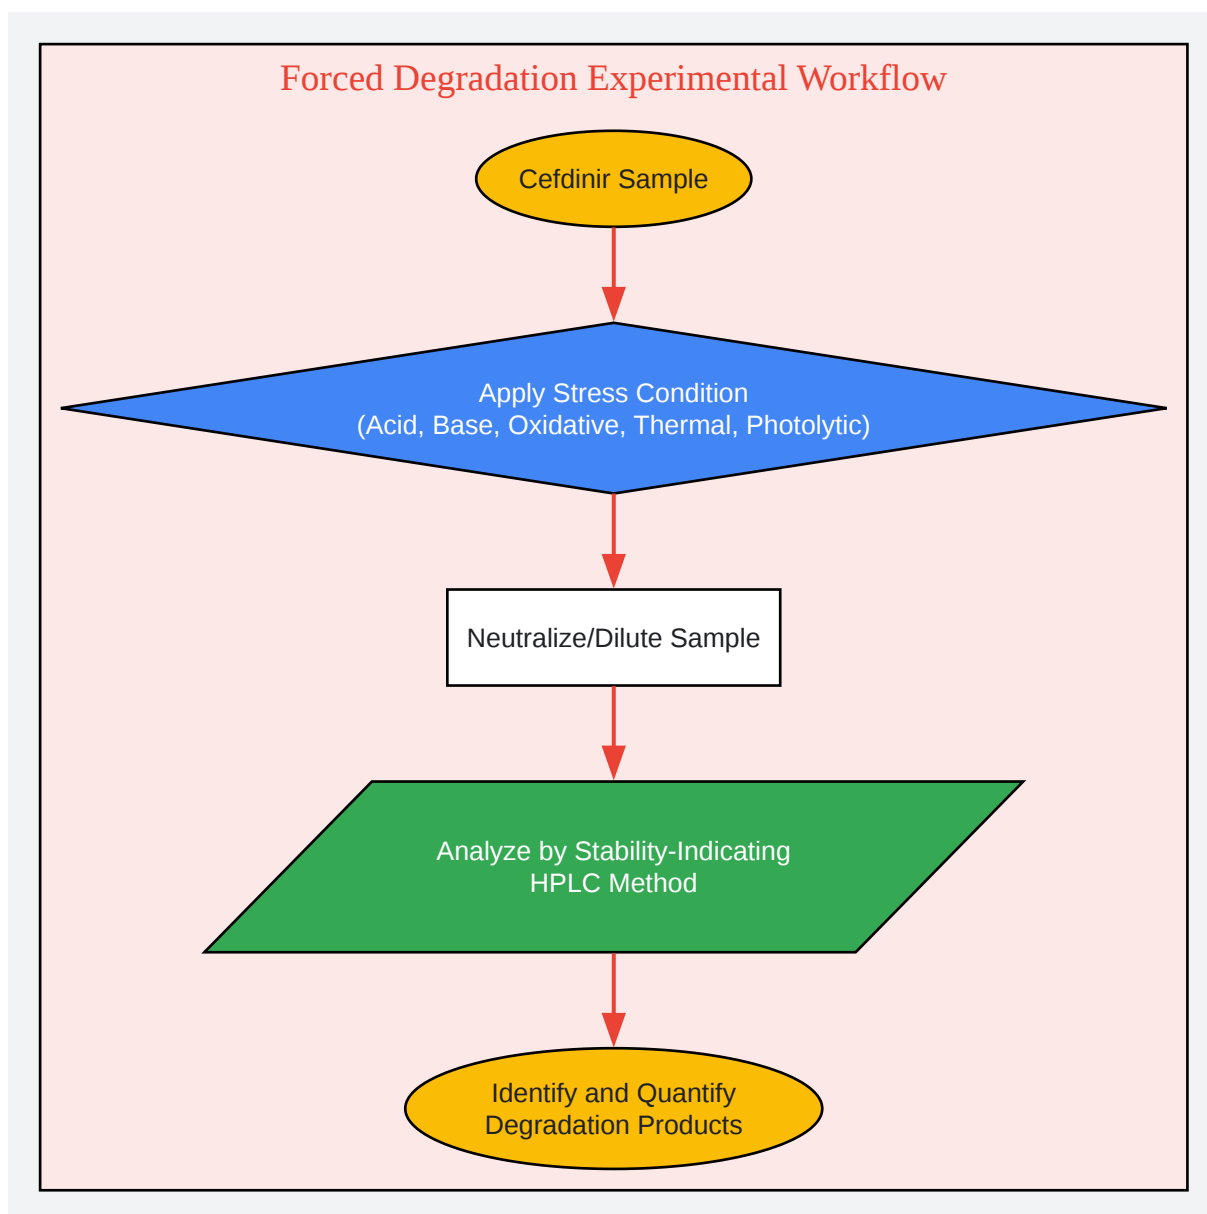 Forced Degradation Experimental Workflow
Cefdinir Sample
Apply Stress Condition
(Acid, Base, Oxidative, Thermal, Photolytic)
Neutralize/Dilute Sample
Analyze by Stability-Indicating
HPLC Method
Identify and Quantify
Degradation Products